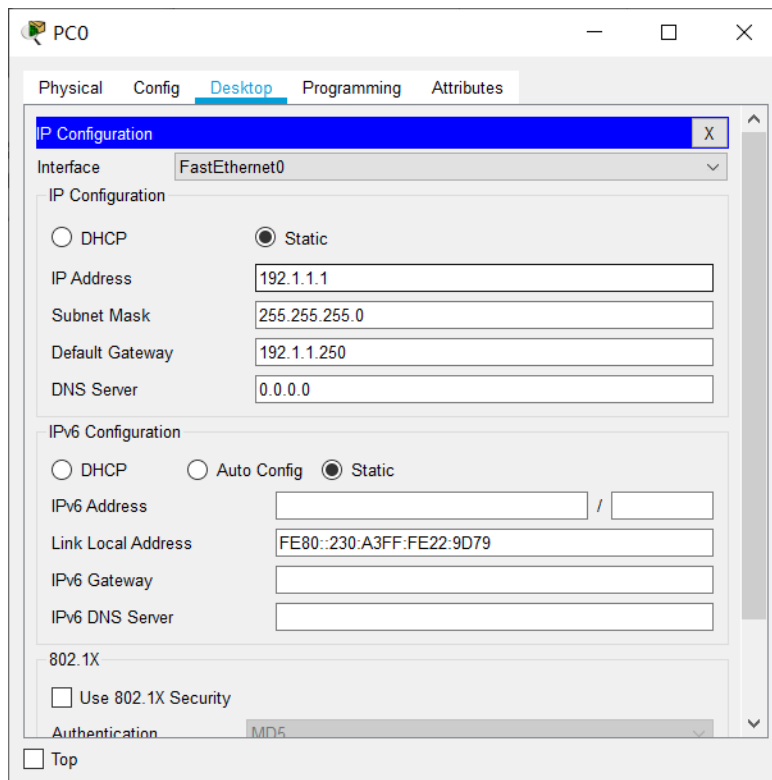 PC0
Physical Config Desktop Programming Attributes
IP Configuration X
Interface FastEthernet0
IP Configuration
DHCP Static
IP Address 192.1.1.1
Subnet Mask 255.255.255.0
Default Gateway 192.1.1.250
DNS Server 0.0.0.0
IPv6 Configuration
DHCP Auto Config Static
IPv6 Address /
Link Local Address FE80::230:A3FF:FE22:9D79
IPv6 Gateway
IPv6 DNS Server
802.1X
Use 802.1X Security
Authentication MD5
Top